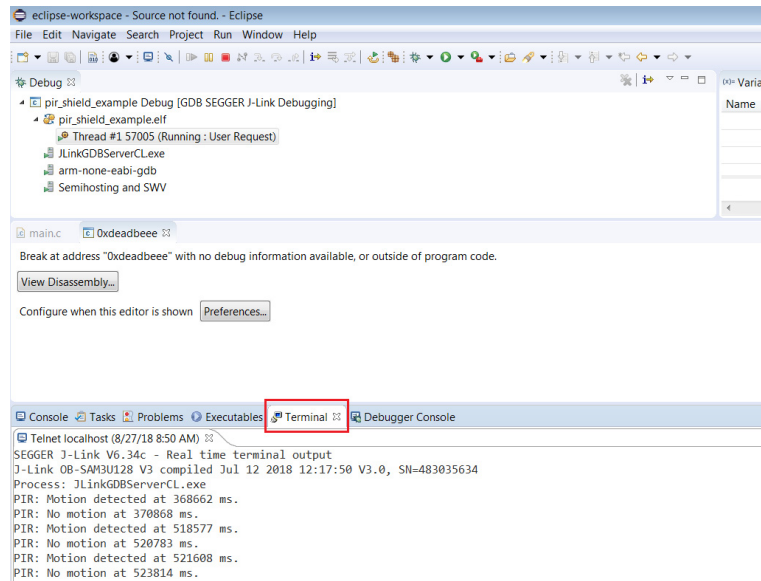 eclipse-workspace - Source not found. - Eclipse
File Edit Navigate Search Project Run Window Help
Debug
(x)= Varia
pir_shield_example Debug [GDB SEGGER J-Link Debugging]
Name
pir_shield_example.elf
Thread #1 57005 (Running : User Request)
JLinkGDBServerCL.exe
arm-none-eabi-gdb
Semihosting and SWV
main.c 0xdeadbeee
Break at address "0xdeadbeee" with no debug information available, or outside of program code.
View Disassembly...
Configure when this editor is shown Preferences...
Console Tasks Problems Executables Terminal Debugger Console
Telnet localhost (8/27/18 8:50 AM)
SEGGER J-Link V6.34c - Real time terminal output
J-Link OB-SAM3U128 V3 compiled Jul 12 2018 12:17:50 V3.0, SN=483035634
Process: JLinkGDBServerCL.exe
PIR: Motion detected at 368662 ms.
PIR: No motion at 370868 ms.
PIR: Motion detected at 518577 ms.
PIR: No motion at 520783 ms.
PIR: Motion detected at 521608 ms.
PIR: No motion at 523814 ms.